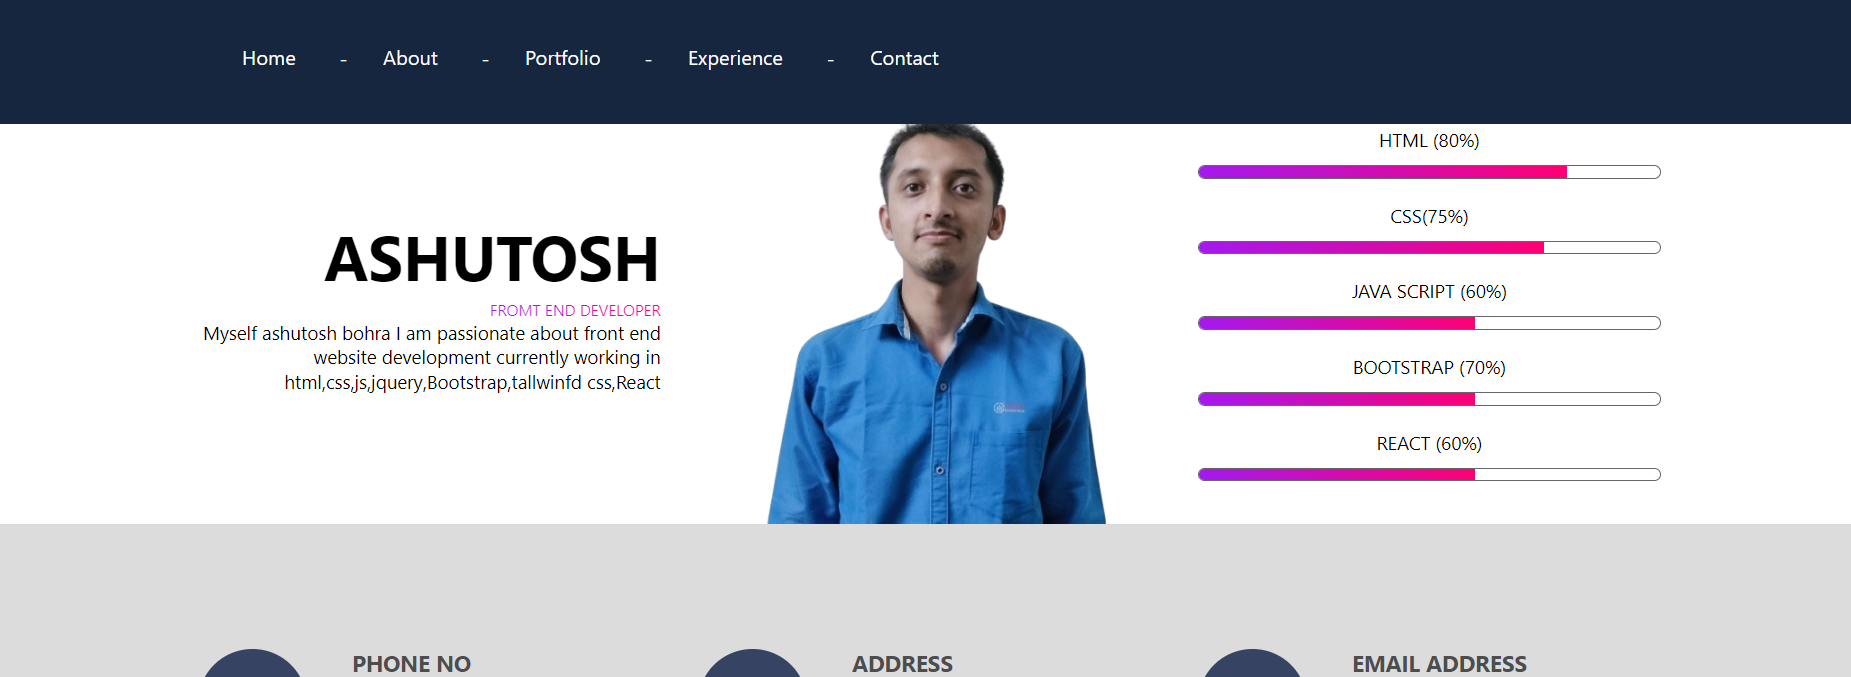 Home - About - Portfolio - Experience - Contact
ASHUTOSH
FROMT END DEVELOPER
Myself ashutosh bohra I am passionate about front end
website development currently working in
html,css,js,jquery,Bootstrap,tallwinfd css,React
HTML (80%)
CSS(75%)
JAVA SCRIPT (60%)
BOOTSTRAP (70%)
REACT (60%)
PHONE NO
ADDRESS
EMAIL ADDRESS